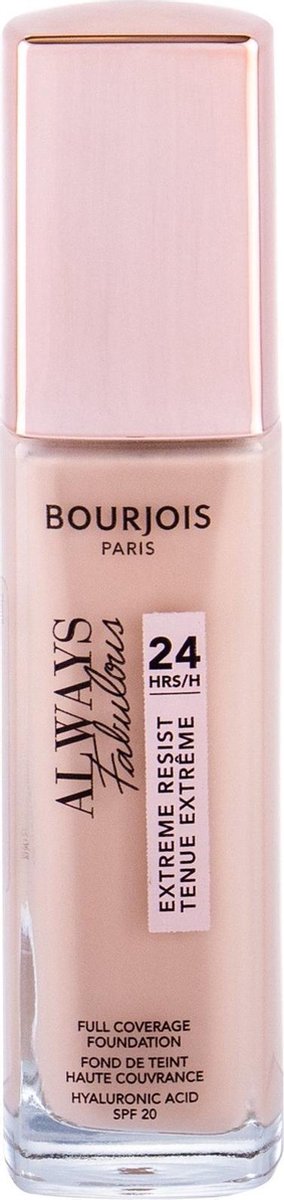 BOURJOIS
PARIS
ALWAYS
Fabulous
24
HRS/H
EXTREME RESIST
TENUE EXTRÊME
FULL COVERAGE
FOUNDATION
FOND DE TEINT
HAUTE COUVRANCE
HYALURONIC ACID
SPF 20